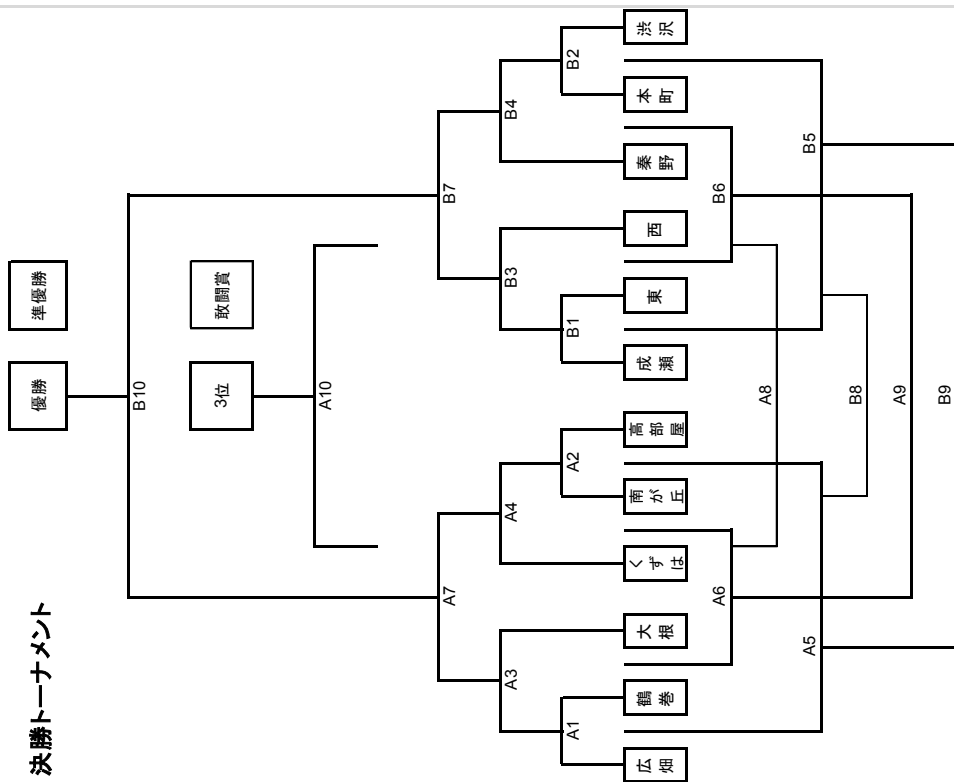 決勝トーナメント
優勝
準優勝
B10
3位
敢闘賞
A10
A7
B7
A3
A4
B3
B4
A1
A2
B1
B2
広畑
鶴巻
大根
くずは
南が丘
高部屋
成瀬
東
西
秦野
本町
渋沢
A6
B6
A8
A5
B5
B8
A9
B9